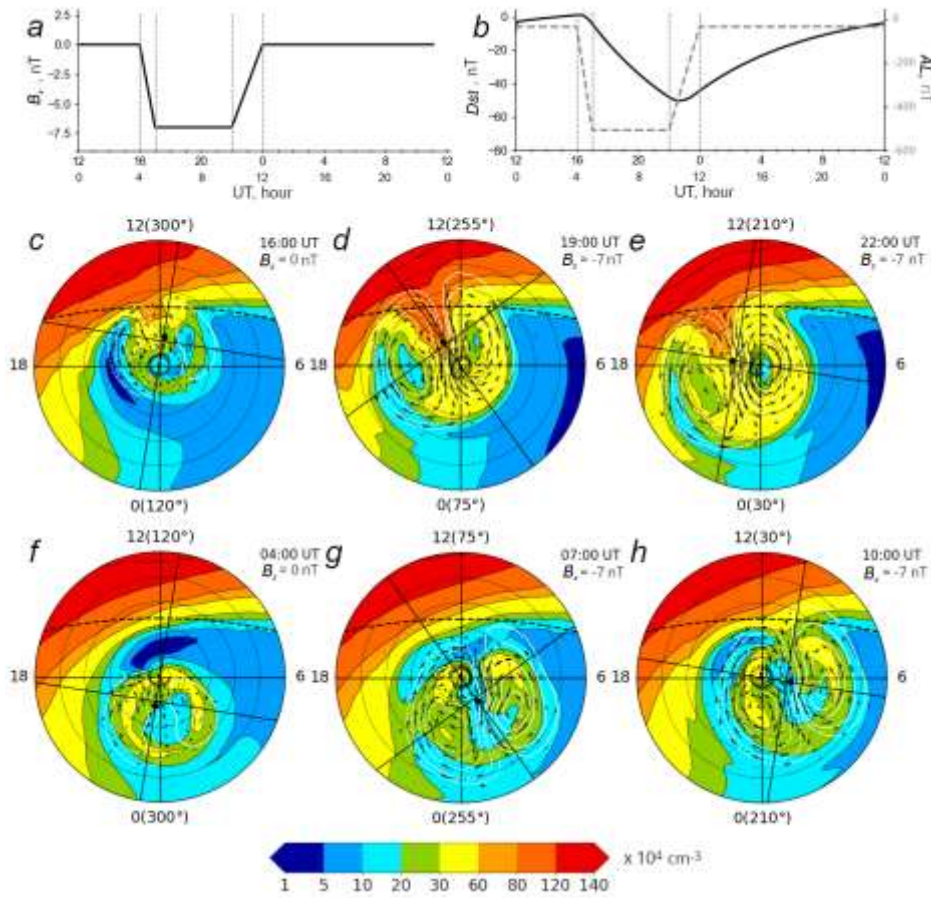 a
b
2.5
0.0
−2.5
−5.0
−7.5
B_z, nT
0
−20
−40
−60
−80
Dst, nT
0
−200
−400
−600
AL, nT
12 16 20 0 4 8 12
0 4 8 12 16 20 0
UT, hour
12 16 20 0 4 8 12
0 4 8 12 16 20 0
UT, hour
c 12(300°) 16:00 UT
B_z = 0 nT
18 6
0(120°)
d 12(255°) 19:00 UT
B_z = -7 nT
18 6
0(75°)
e 12(210°) 22:00 UT
B_z = -7 nT
18 6
0(30°)
f 12(120°) 04:00 UT
B_z = 0 nT
18 6
0(300°)
g 12(75°) 07:00 UT
B_z = -7 nT
18 6
0(255°)
h 12(30°) 10:00 UT
B_z = -7 nT
18 6
0(210°)
1 5 10 20 30 60 80 120 140
x 10⁴ cm⁻³